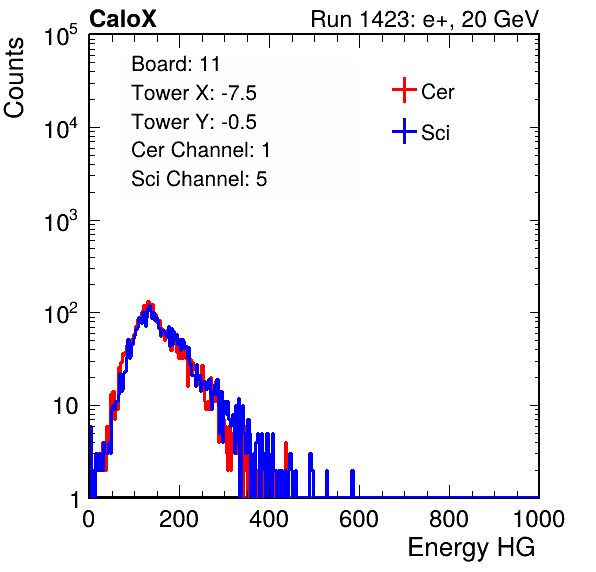 CaloX Run 1423: e+, 20 GeV
Counts
Board: 11
Tower X: -7.5
Tower Y: -0.5
Cer Channel: 1
Sci Channel: 5
Cer
Sci
10^5
10^4
10^3
10^2
10
1
0 200 400 600 800 1000
Energy HG